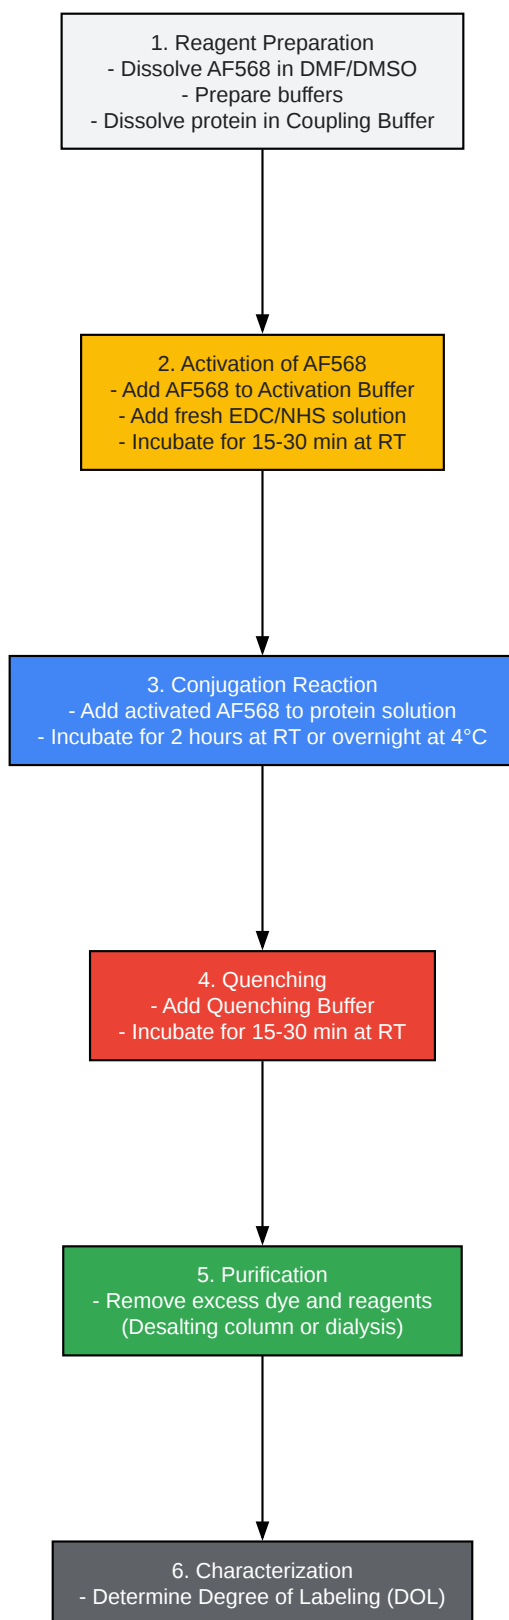 1. Reagent Preparation
- Dissolve AF568 in DMF/DMSO
- Prepare buffers
- Dissolve protein in Coupling Buffer
2. Activation of AF568
- Add AF568 to Activation Buffer
- Add fresh EDC/NHS solution
- Incubate for 15-30 min at RT
3. Conjugation Reaction
- Add activated AF568 to protein solution
- Incubate for 2 hours at RT or overnight at 4°C
4. Quenching
- Add Quenching Buffer
- Incubate for 15-30 min at RT
5. Purification
- Remove excess dye and reagents
(Desalting column or dialysis)
6. Characterization
- Determine Degree of Labeling (DOL)